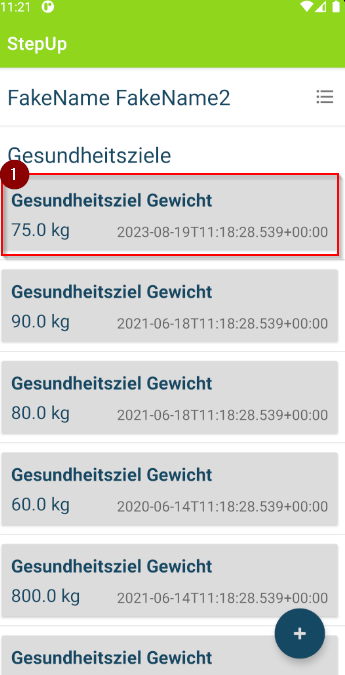 11:21
StepUp
FakeName FakeName2
Gesundheitsziele
1
Gesundheitsziel Gewicht
75.0 kg 2023-08-19T11:18:28.539+00:00
Gesundheitsziel Gewicht
90.0 kg 2021-06-18T11:18:28.539+00:00
Gesundheitsziel Gewicht
80.0 kg 2021-06-18T11:18:28.539+00:00
Gesundheitsziel Gewicht
60.0 kg 2020-06-14T11:18:28.539+00:00
Gesundheitsziel Gewicht
800.0 kg 2021-06-14T11:18:28.539+00:00
+
Gesundheitsziel Gewicht